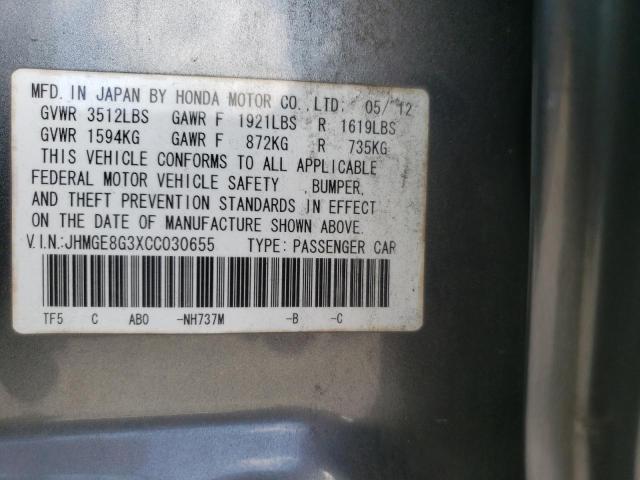 MFD. IN JAPAN BY HONDA MOTOR CO.,LTD. 05/12
GVWR 3512LBS GAWR F 1921LBS R 1619LBS
GVWR 1594KG GAWR F 872KG R 735KG
THIS VEHICLE CONFORMS TO ALL APPLICABLE
FEDERAL MOTOR VEHICLE SAFETY ,BUMPER,
AND THEFT PREVENTION STANDARDS IN EFFECT
ON THE DATE OF MANUFACTURE SHOWN ABOVE.
V.I.N.:JHMGE8G3XCC030655 TYPE: PASSENGER CAR
TF5 C AB0 -NH737M -B -C